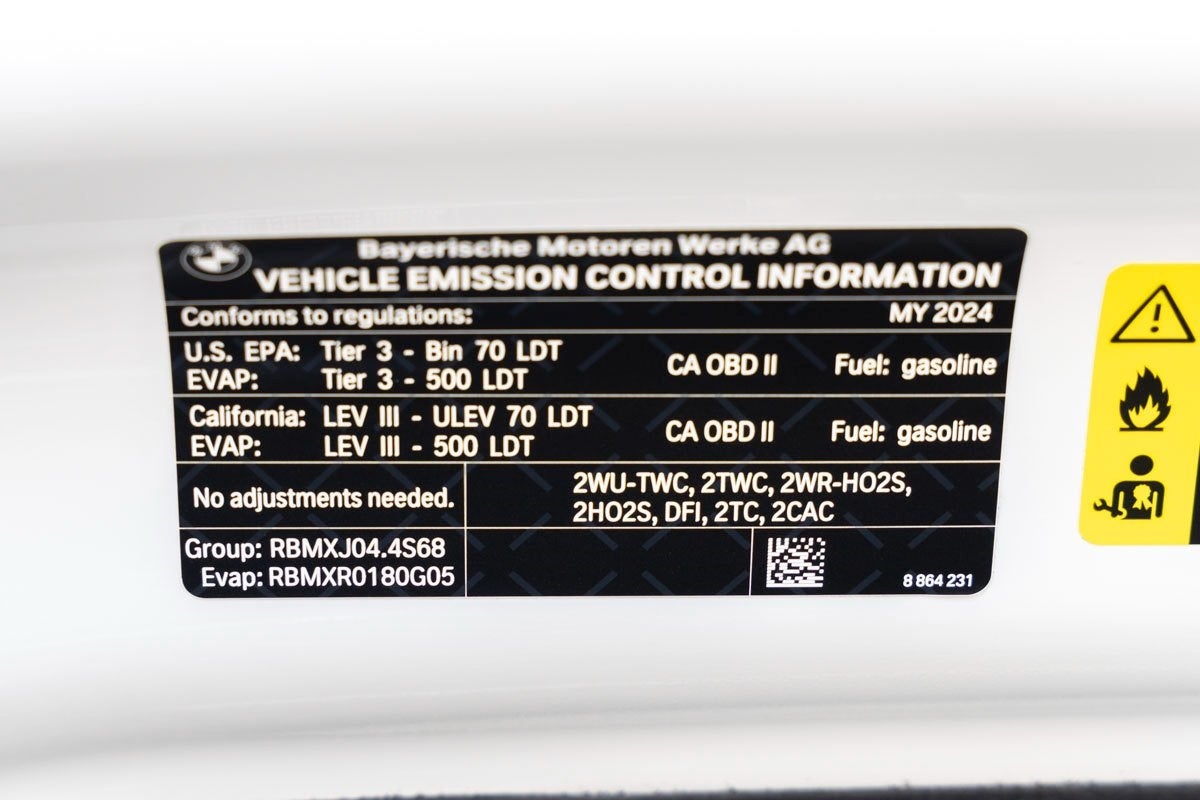 Bayerische Motoren Werke AG
VEHICLE EMISSION CONTROL INFORMATION
Conforms to regulations: MY 2024
U.S. EPA: Tier 3 - Bin 70 LDT
EVAP: Tier 3 - 500 LDT
CA OBD II Fuel: gasoline
California: LEV III - ULEV 70 LDT
EVAP: LEV III - 500 LDT
CA OBD II Fuel: gasoline
No adjustments needed.
2WU-TWC, 2TWC, 2WR-HO2S,
2HO2S, DFI, 2TC, 2CAC
Group: RBMXJ04.4S68
Evap: RBMXR0180G05
8 864 231